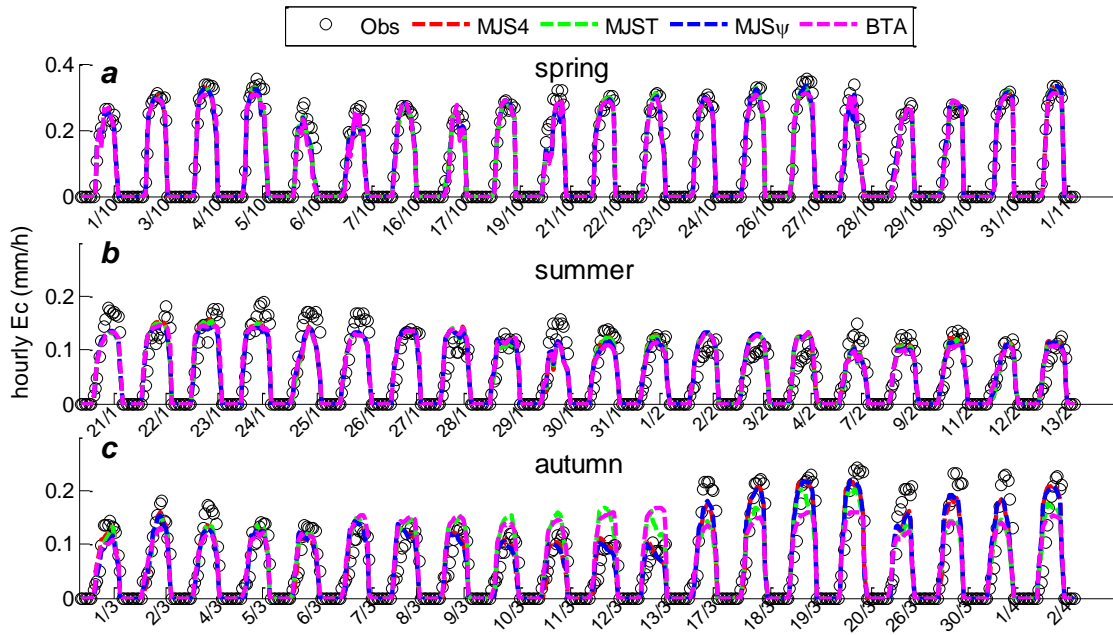 Obs MJS4 MJST MJSψ BTA
a spring
0.4
0.2
0
1/10 3/10 4/10 5/10 6/10 7/10 16/10 17/10 19/10 21/10 22/10 23/10 24/10 26/10 27/10 28/10 29/10 30/10 31/10 1/11
hourly Ec (mm/h)
b summer
0.2
0.1
0
21/1 22/1 23/1 24/1 25/1 26/1 27/1 28/1 29/1 30/1 31/1 1/2 2/2 3/2 4/2 7/2 9/2 11/2 12/2 13/2
c autumn
0.2
0.1
0
1/3 2/3 4/3 5/3 6/3 7/3 8/3 9/3 10/3 11/3 12/3 13/3 17/3 18/3 19/3 20/3 26/3 30/3 1/4 2/4